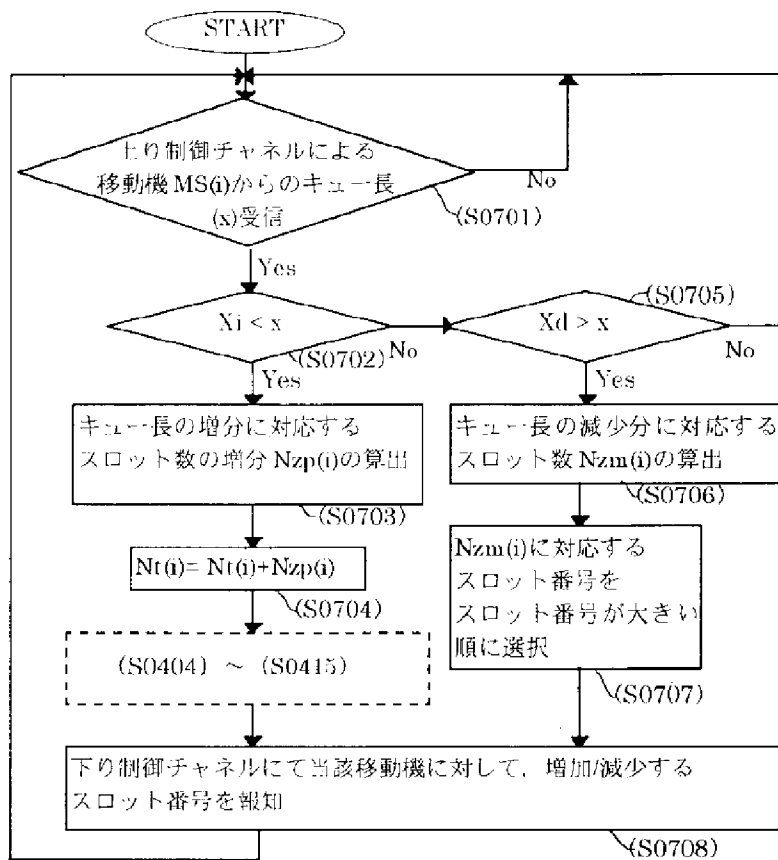 START
上り制御チャネルによる
移動機 MS(i)からのキュー長
(x)受信
No
(S0701)
Yes
Xi < x
(S0702)
No
Xd > x
(S0705)
No
Yes
Yes
キュー長の増分に対応する
スロット数の増分 Nzp(i)の算出
(S0703)
キュー長の減少分に対応する
スロット数 Nzm(i)の算出
(S0706)
Nt(i)= Nt(i)+Nzp(i)
(S0704)
Nzm(i)に対応する
スロット番号を
スロット番号が大きい
順に選択
(S0707)
(S0404) ～ (S0415)
下り制御チャネルにて当該移動機に対して，増加/減少する
スロット番号を報知
(S0708)